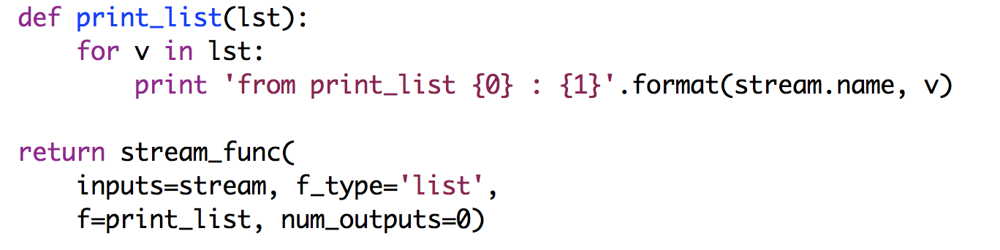 def print_list(lst):
    for v in lst:
        print 'from print_list {0} : {1}'.format(stream.name, v)

return stream_func(
    inputs=stream, f_type='list',
    f=print_list, num_outputs=0)